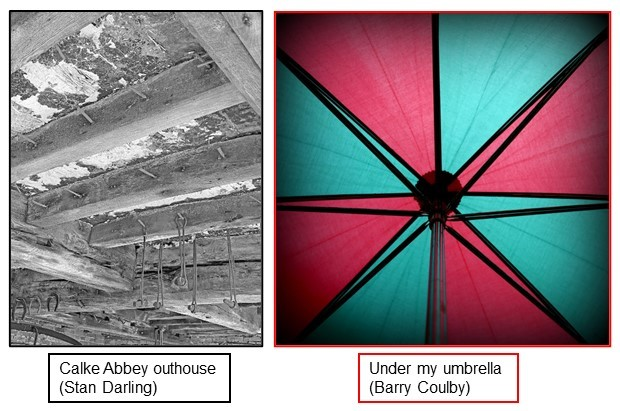 Calke Abbey outhouse
(Stan Darling)
Under my umbrella
(Barry Coulby)